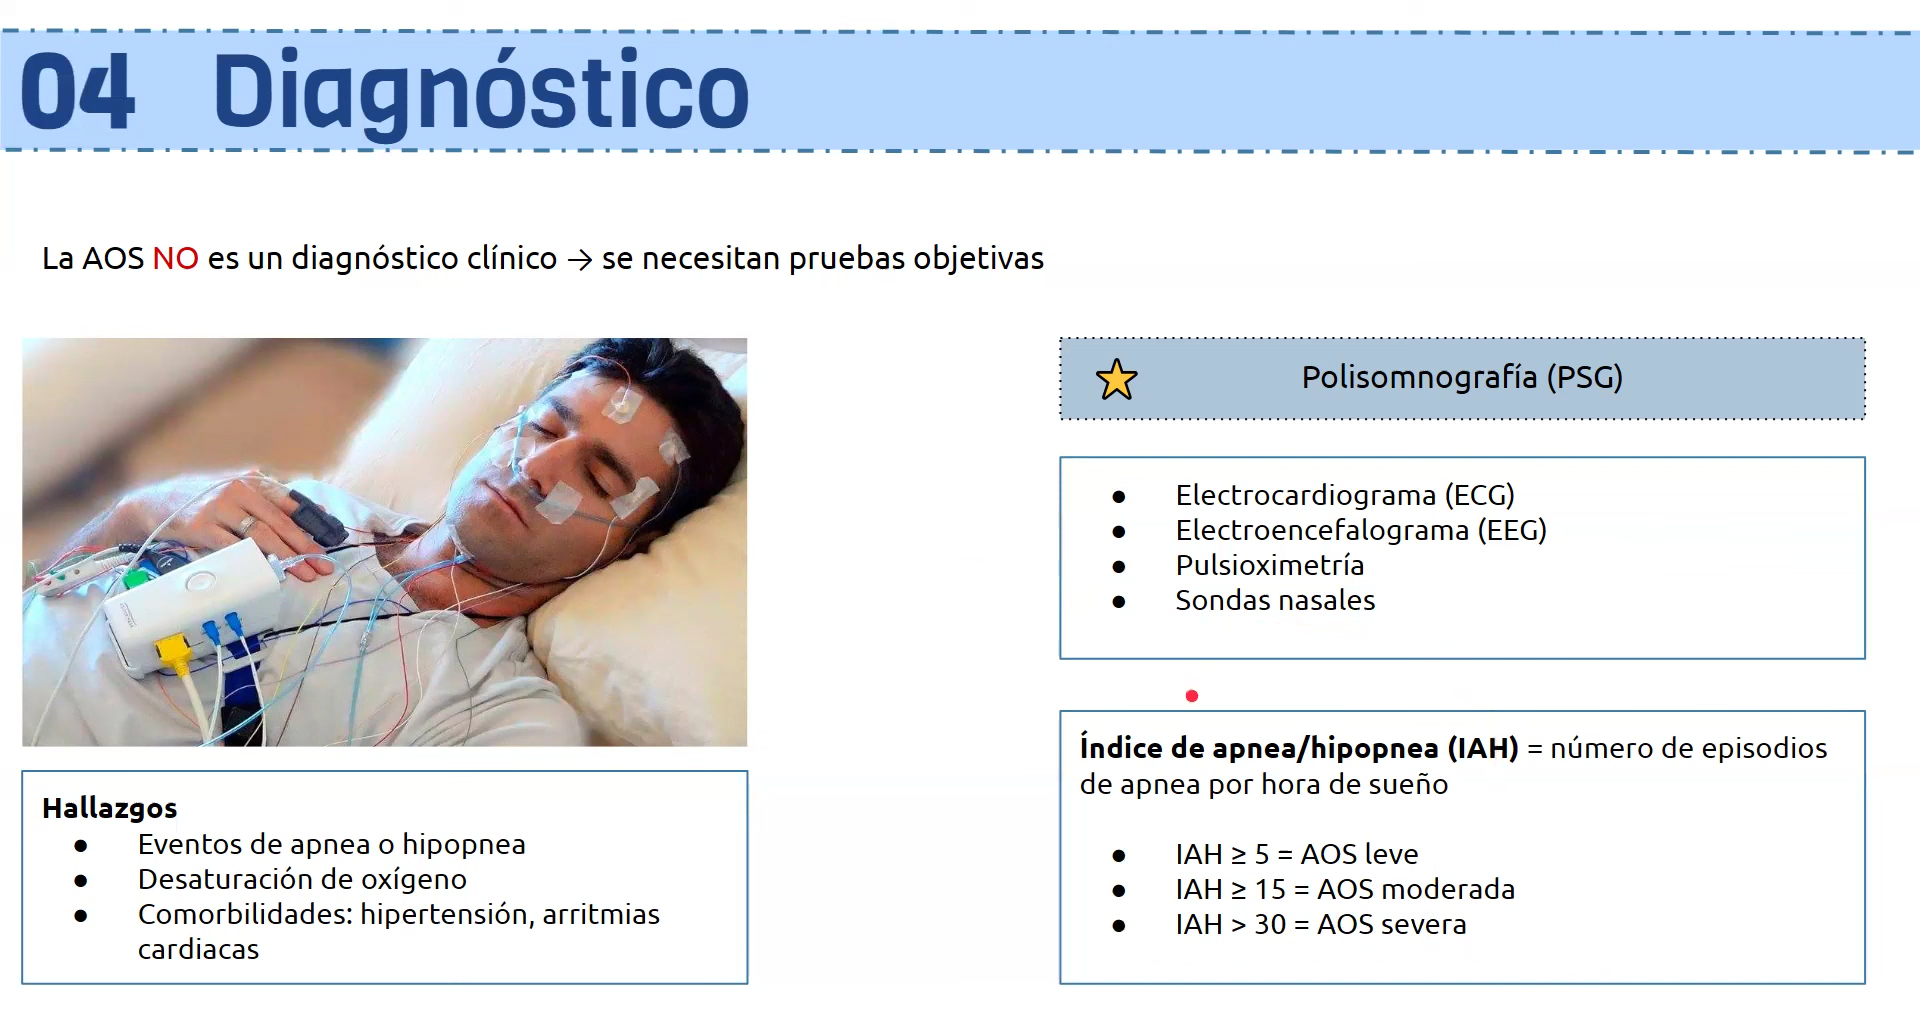 04 Diagnóstico
La AOS NO es un diagnóstico clínico → se necesitan pruebas objetivas
Polisomnografía (PSG)
● Electrocardiograma (ECG)
● Electroencefalograma (EEG)
● Pulsioximetría
● Sondas nasales
Hallazgos
● Eventos de apnea o hipopnea
● Desaturación de oxígeno
● Comorbilidades: hipertensión, arritmias
cardiacas
Índice de apnea/hipopnea (IAH) = número de episodios
de apnea por hora de sueño
● IAH ≥ 5 = AOS leve
● IAH ≥ 15 = AOS moderada
● IAH > 30 = AOS severa